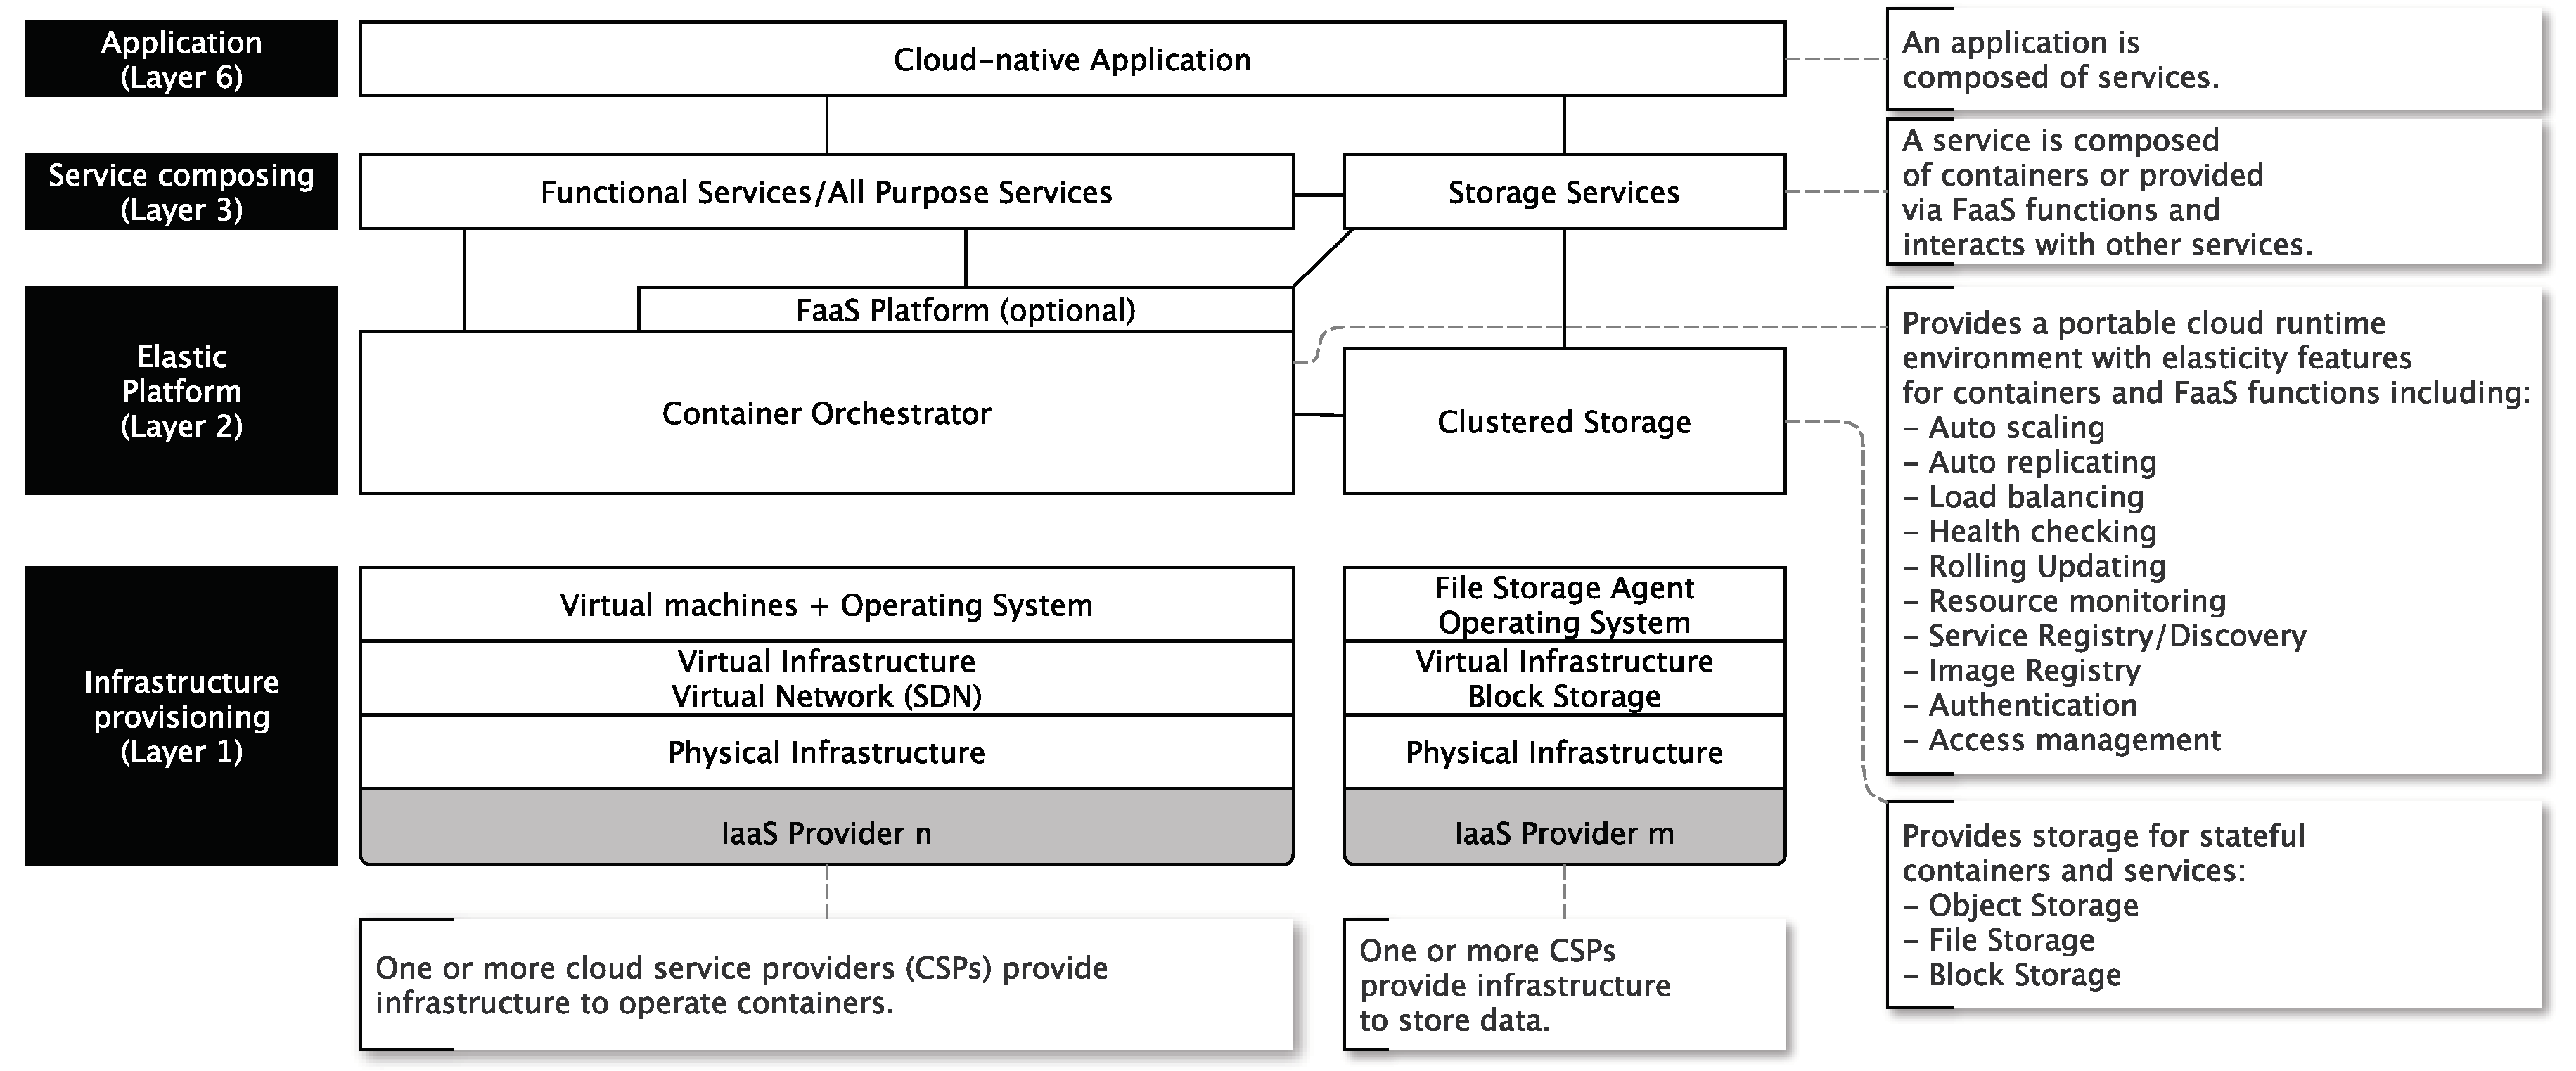 Application
(Layer 6)
Cloud-native Application
An application is
composed of services.
Service composing
(Layer 3)
Functional Services/All Purpose Services
Storage Services
A service is composed
of containers or provided
via FaaS functions and
interacts with other services.
Elastic
Platform
(Layer 2)
FaaS Platform (optional)
Container Orchestrator
Clustered Storage
Provides a portable cloud runtime
environment with elasticity features
for containers and FaaS functions including:
- Auto scaling
- Auto replicating
- Load balancing
- Health checking
- Rolling Updating
- Resource monitoring
- Service Registry/Discovery
- Image Registry
- Authentication
- Access management
Infrastructure
provisioning
(Layer 1)
Virtual machines + Operating System
Virtual Infrastructure
Virtual Network (SDN)
Physical Infrastructure
IaaS Provider n
File Storage Agent
Operating System
Virtual Infrastructure
Block Storage
Physical Infrastructure
IaaS Provider m
Provides storage for stateful
containers and services:
- Object Storage
- File Storage
- Block Storage
One or more cloud service providers (CSPs) provide
infrastructure to operate containers.
One or more CSPs
provide infrastructure
to store data.